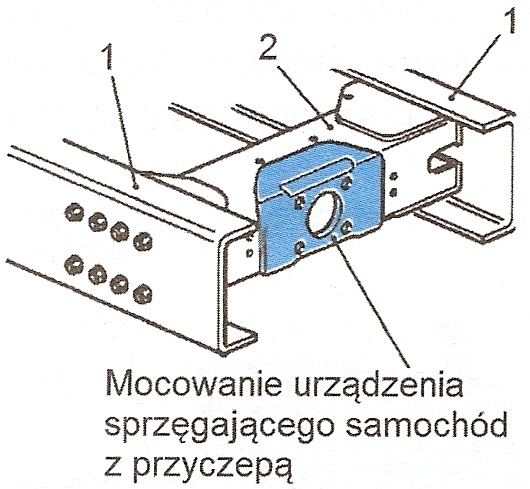 1
2
1
Mocowanie urządzenia
sprzęgającego samochód
z przyczepą